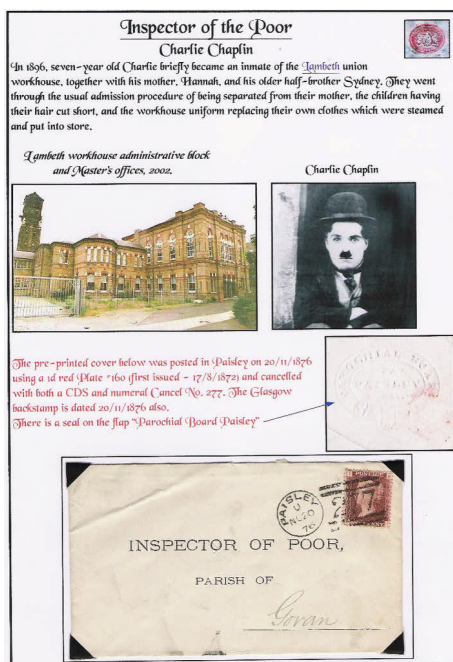 Inspector of the Poor
Charlie Chaplin
In 1896, seven-year old Charlie briefly became an inmate of the Lambeth union
workhouse, together with his mother, Hannah, and his older half-brother Sydney. They went
through the usual admission procedure of being separated from their mother, the children having
their hair cut short, and the workhouse uniform replacing their own clothes which were steamed
and put into store.
Lambeth workhouse administrative block
and Master's offices, 2002.
Charlie Chaplin
The pre-printed cover below was posted in Paisley on 20/11/1876
using a 1d red Plate #160 (first issued - 17/8/1872) and cancelled
with both a CDS and numeral Cancel No. 277. The Glasgow
backstamp is dated 20/11/1876 also.
There is a seal on the flap "Parochial Board Paisley"
PAROCHIAL BOARD
PAISLEY
PAISLEY
U
NO 20
76
INSPECTOR OF POOR,
PARISH OF
Govan